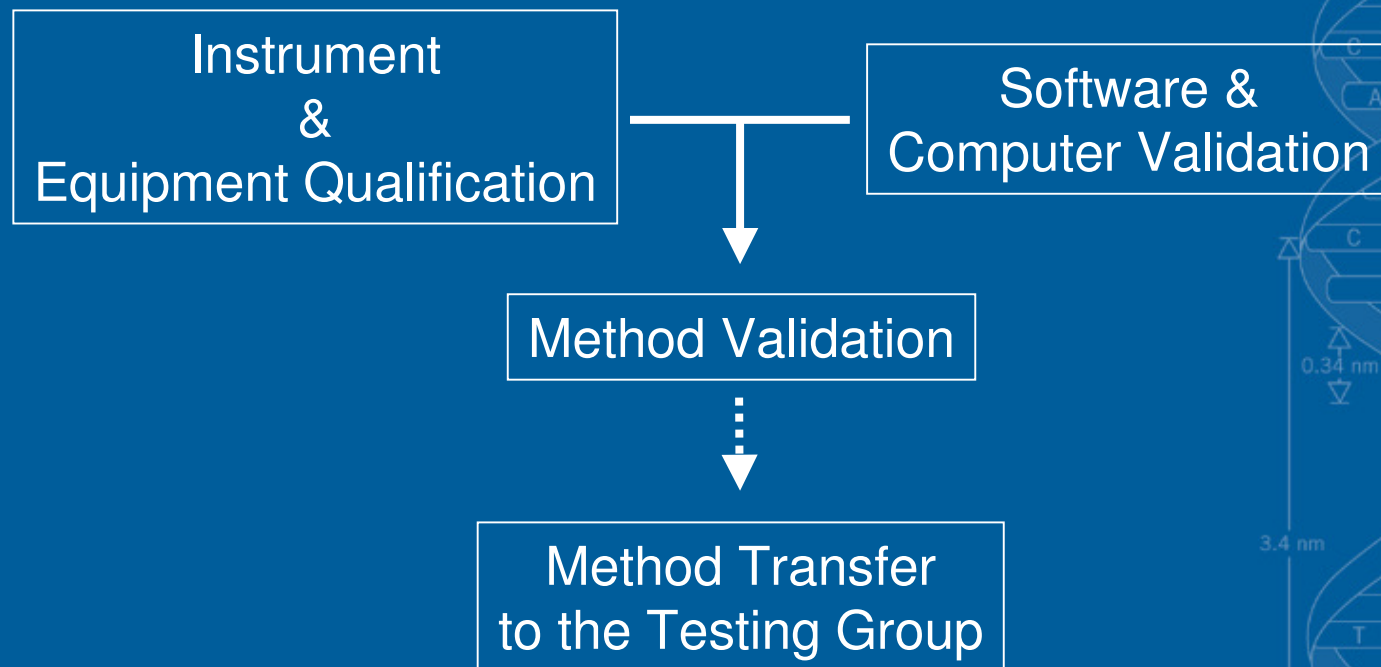 Instrument
&
Equipment Qualification
Software &
Computer Validation
Method Validation
Method Transfer
to the Testing Group
C
A
C
0.34 nm
3.4 nm
T